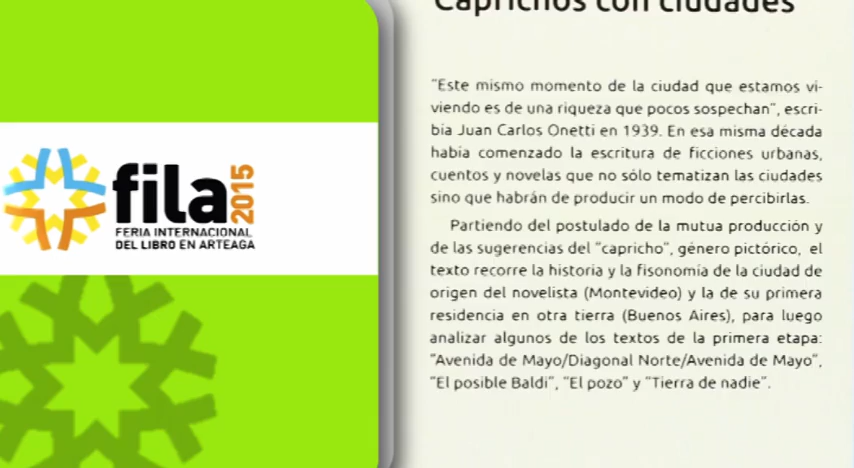 fila 2015
FERIA INTERNACIONAL
DEL LIBRO EN ARTEAGA
Caprichos con ciudades
"Este mismo momento de la ciudad que estamos vi-
viendo es de una riqueza que pocos sospechan", escri-
bía Juan Carlos Onetti en 1939. En esa misma década
había comenzado la escritura de ficciones urbanas,
cuentos y novelas que no sólo tematizan las ciudades
sino que habrán de producir un modo de percibirlas.
Partiendo del postulado de la mutua producción y
de las sugerencias del "capricho", género pictórico, el
texto recorre la historia y la fisonomía de la ciudad de
origen del novelista (Montevideo) y la de su primera
residencia en otra tierra (Buenos Aires), para luego
analizar algunos de los textos de la primera etapa:
"Avenida de Mayo/Diagonal Norte/Avenida de Mayo",
"El posible Baldi", "El pozo" y "Tierra de nadie".